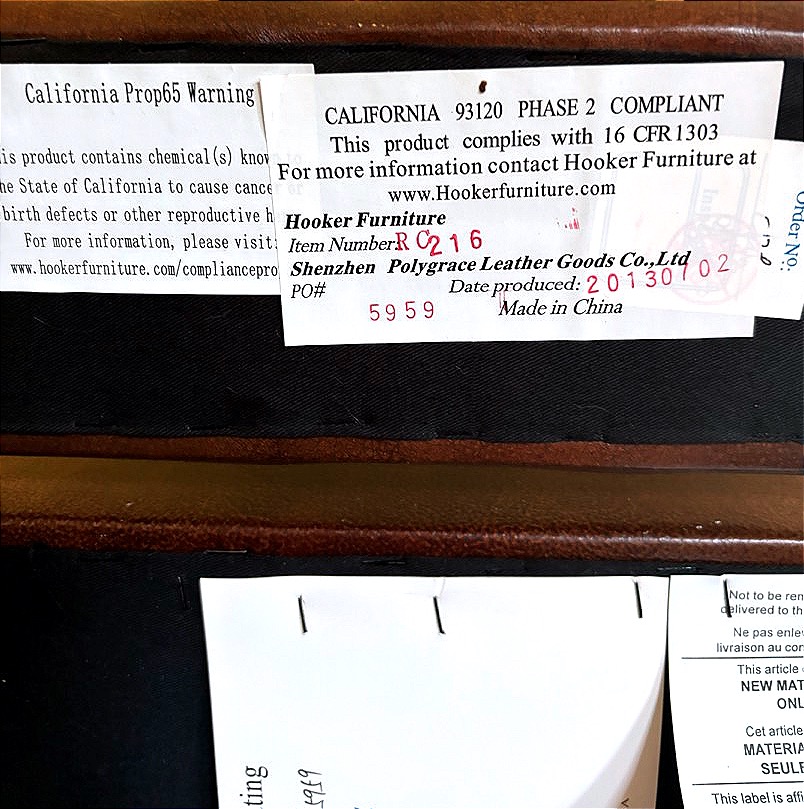 California Prop65 Warning
is product contains chemical(s) know
he State of California to cause cance
birth defects or other reproductive h
For more information, please visit:
www.hookerfurniture.com/compliancepro
CALIFORNIA 93120 PHASE 2 COMPLIANT
This product complies with 16 CFR1303
For more information contact Hooker Furniture at
www.Hookerfurniture.com
Hooker Furniture
Item Number:RC216
Shenzhen Polygrace Leather Goods Co.,Ltd
PO# Date produced: 20130702
5959 Made in China
Order No.:
Not to be ren
delivered to th
Ne pas enlev
livraison au con
This article
NEW MAT
ONL
Cet article
MATERIA
SEULE
This label is affi
ting